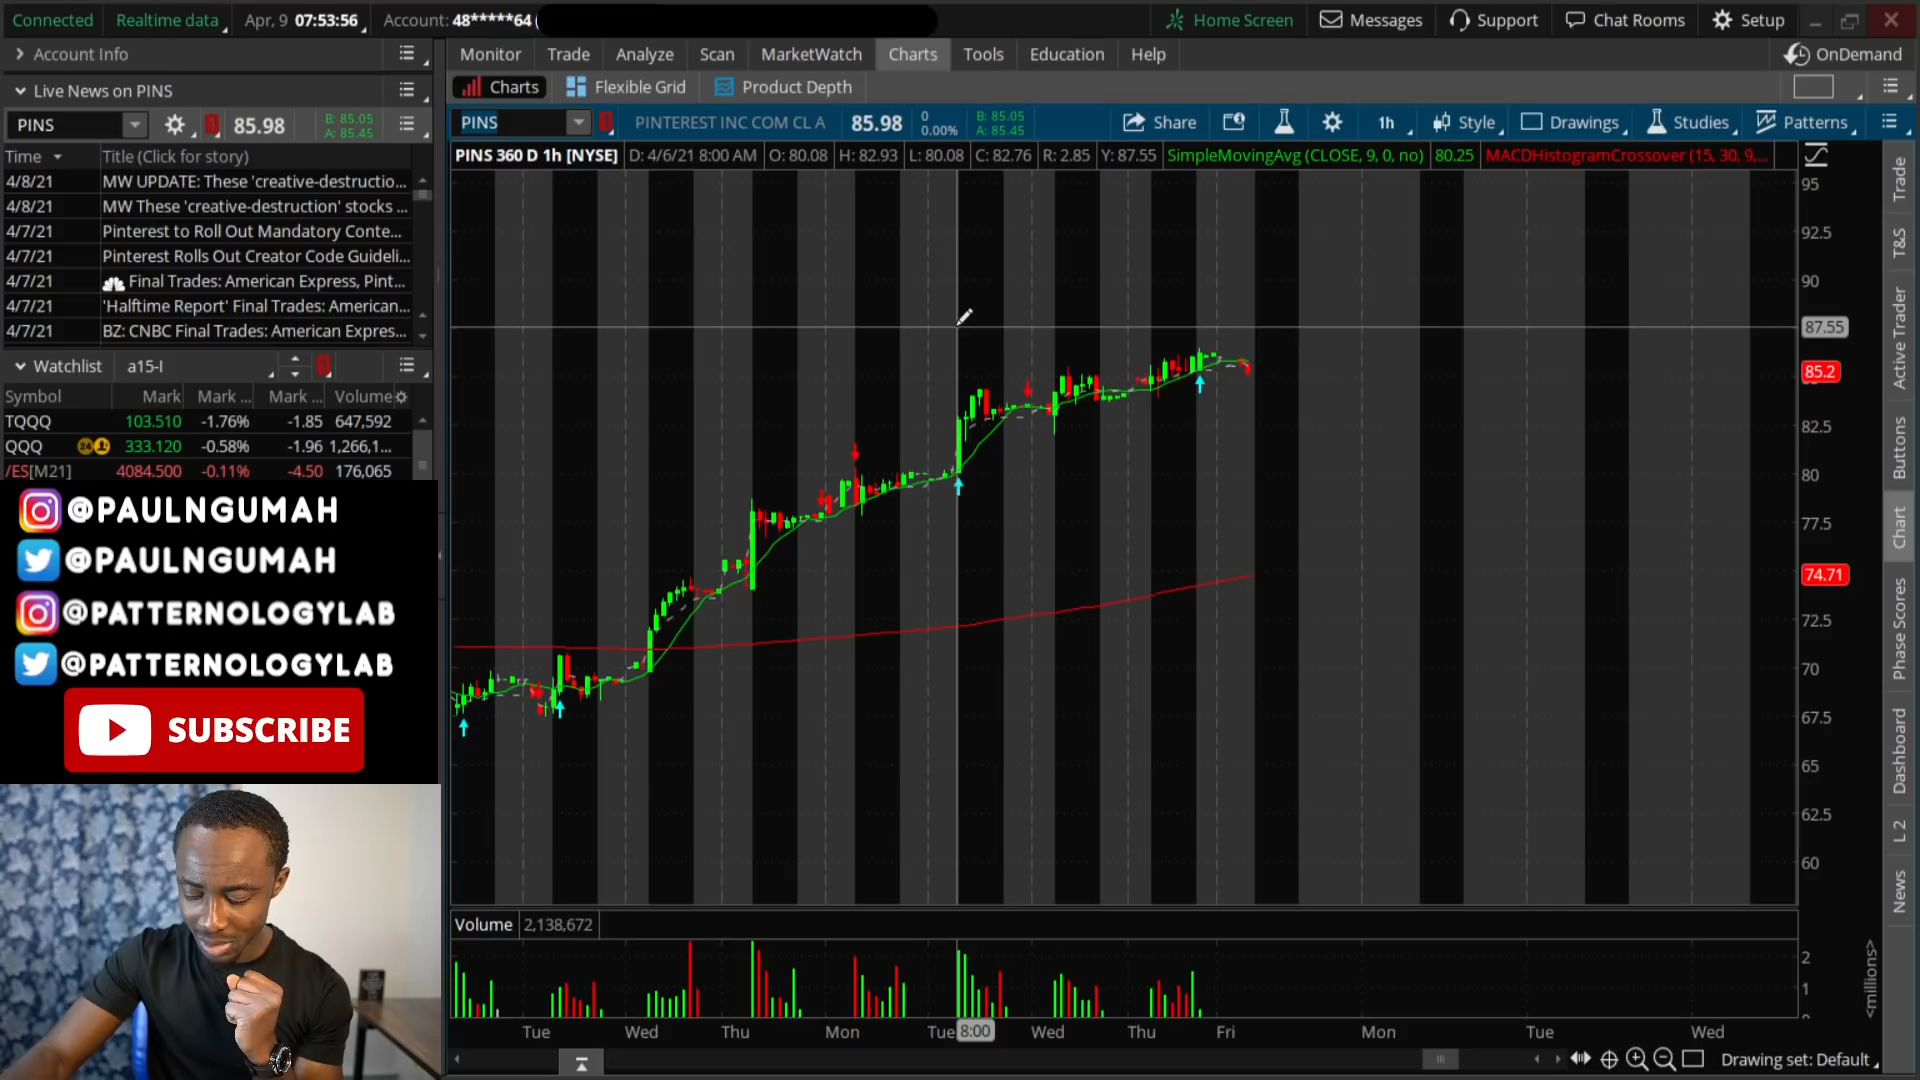 Connected Realtime data Apr, 9 07:53:56 Account: 48*****64 ( Home Screen Messages Support Chat Rooms Setup
Account Info Monitor Trade Analyze Scan MarketWatch Charts Tools Education Help OnDemand
Live News on PINS Charts Flexible Grid Product Depth
PINS 85.98 B: 85.05 A: 85.45
PINS PINTEREST INC COM CL A 85.98 0 0.00% B: 85.05 A: 85.45 Share 1h Style Drawings Studies Patterns
Time Title (Click for story)
4/8/21 MW UPDATE: These 'creative-destructio...
4/8/21 MW These 'creative-destruction' stocks ...
4/7/21 Pinterest to Roll Out Mandatory Conte...
4/7/21 Pinterest Rolls Out Creator Code Guideli...
4/7/21 Final Trades: American Express, Pint...
4/7/21 'Halftime Report' Final Trades: American...
4/7/21 BZ: CNBC Final Trades: American Expres...
PINS 360 D 1h [NYSE] D: 4/6/21 8:00 AM O: 80.08 H: 82.93 L: 80.08 C: 82.76 R: 2.85 Y: 87.55 SimpleMovingAvg (CLOSE, 9, 0, no) 80.25 MACDHistogramCrossover (15, 30, 9,...
Watchlist a15-I
Symbol Mark Mark ... Mark ... Volume
TQQQ 103.510 -1.76% -1.85 647,592
QQQ 333.120 -0.58% -1.96 1,266,1...
/ES[M21] 4084.500 -0.11% -4.50 176,065
@PAULNGUMAH
@PAULNGUMAH
@PATTERNOLOGYLAB
@PATTERNOLOGYLAB
SUBSCRIBE
95
92.5
90
87.55
85.2
82.5
80
77.5
74.71
72.5
70
67.5
65
62.5
60
Trade
T&S
Active Trader
Buttons
Chart
Phase Scores
Dashboard
L 2
News
Volume 2,138,672
2
1
<millions>
Tue Wed Thu Mon Tue 8:00 Wed Thu Fri Mon Tue Wed
Drawing set: Default